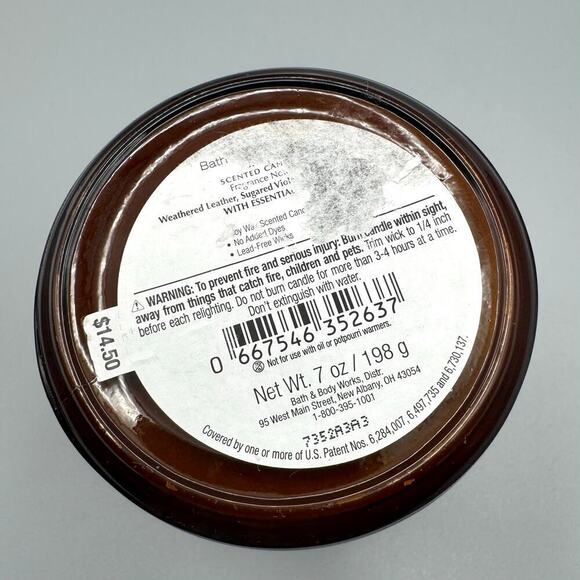 Bath
SCENTED CAN
Fragrance No
Weathered Leather, Sugared Viol
WITH ESSENTIA
oy Wax Scented Cand
• No Added Dyes
• Lead-Free Wicks
⚠ WARNING: To prevent fire and serious injury: Burn candle within sight,
away from things that catch fire, children and pets. Trim wick to 1/4 inch
before each relighting. Do not burn candle for more than 3-4 hours at a time.
Don't extinguish with water.
0 667546 352637
Not for use with oil or potpourri warmers.
Net Wt. 7 oz / 198 g
Bath & Body Works, Distr.
95 West Main Street, New Albany, OH 43054
1-800-395-1001
7352A3A3
Covered by one or more of U.S. Patent Nos. 6,284,007, 6,497,735 and 6,730,137.
$14.50